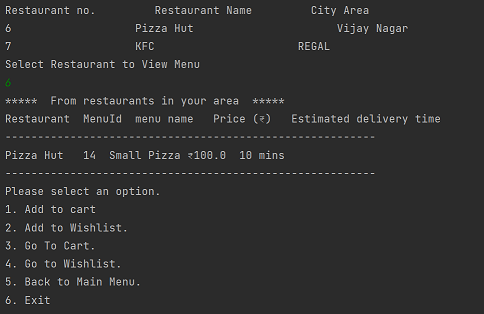 Restaurant no. Restaurant Name City Area
6 Pizza Hut Vijay Nagar
7 KFC REGAL
Select Restaurant to View Menu
6
***** From restaurants in your area *****
Restaurant MenuId menu name Price (₹) Estimated delivery time
---------------------------------------------------------
Pizza Hut 14 Small Pizza ₹100.0 10 mins
---------------------------------------------------------
Please select an option.
1. Add to cart
2. Add to Wishlist.
3. Go To Cart.
4. Go to Wishlist.
5. Back to Main Menu.
6. Exit